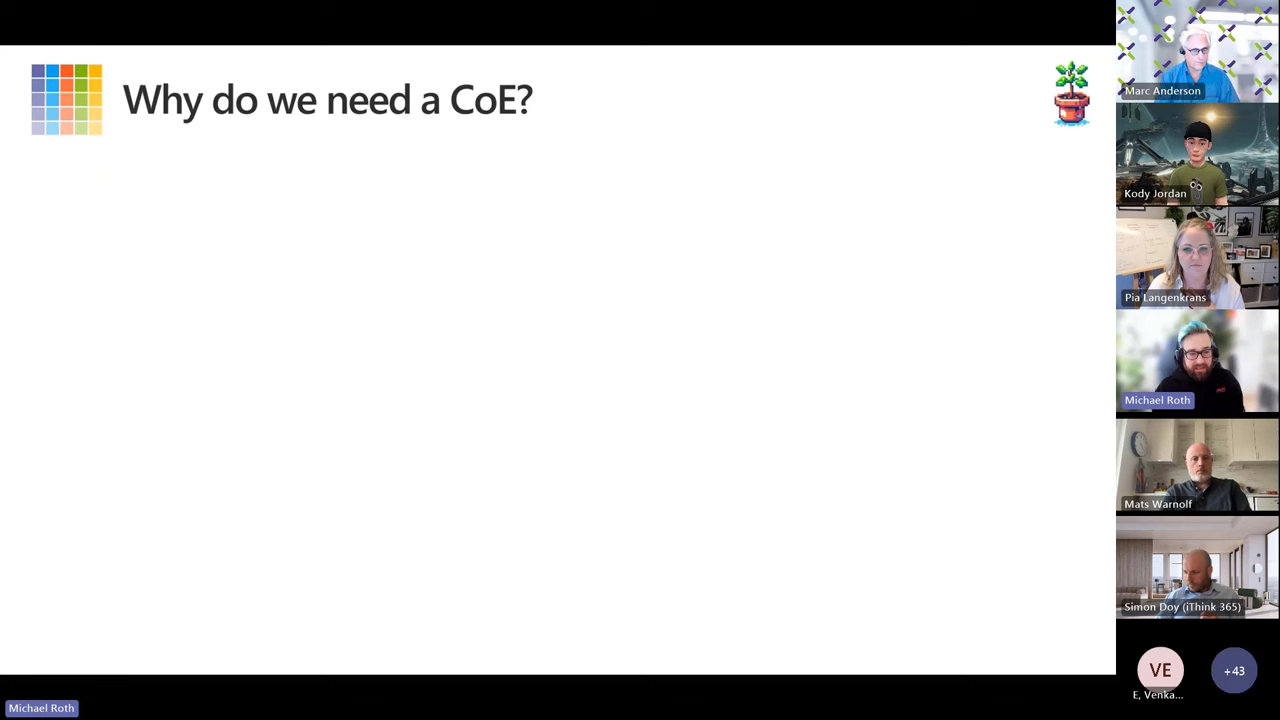 Why do we need a CoE?
Marc Anderson
Kody Jordan
Pia Langenkrans
Michael Roth
Mats Warnolf
Simon Doy (iThink 365)
VE
+43
E, Venka...
Michael Roth